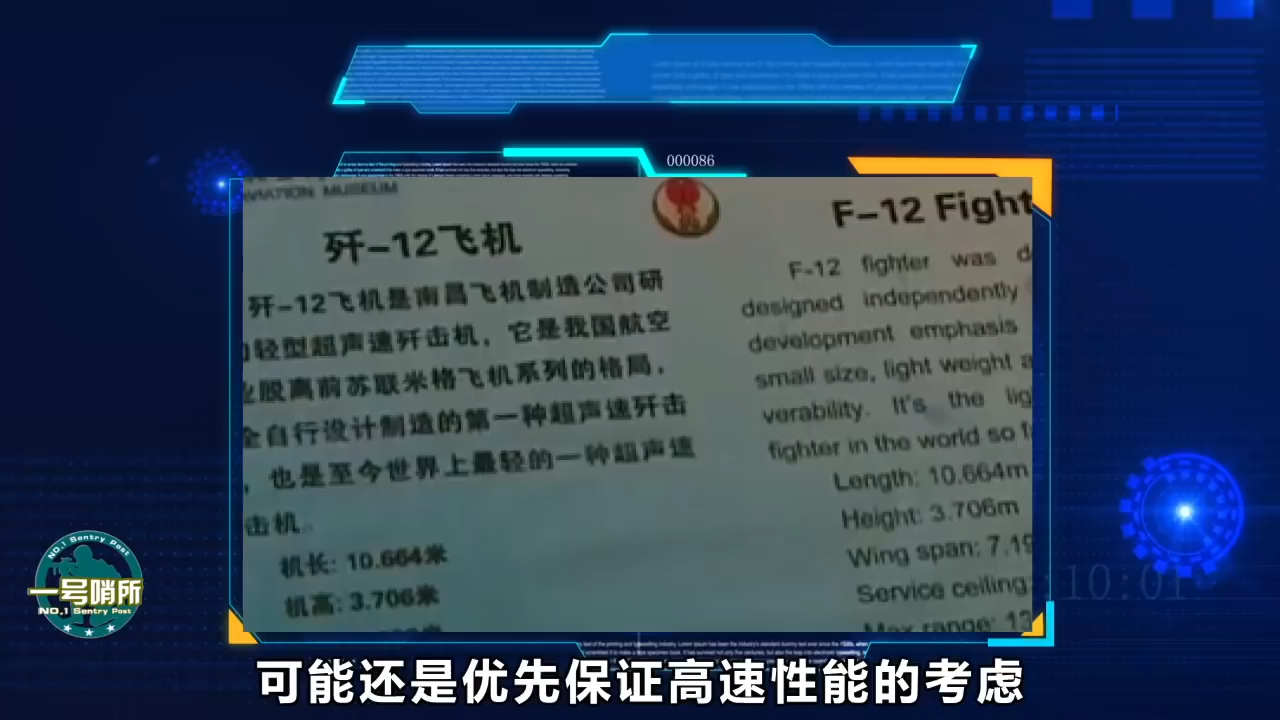 000086
AVIATION MUSEUM
歼-12飞机
歼-12飞机是南昌飞机制造公司研
轻型超声速歼击机，它是我国航空
脱离前苏联米格飞机系列的格局，
全自行设计制造的第一种超声速歼击
，也是至今世界上最轻的一种超声速
击机。
机长: 10.664米
机高: 3.706米
F-12 Fight
F-12 fighter was d
designed independently
development emphasis
small size, light weight a
verability. It's the lig
fighter in the world so fa
Length: 10.664m
Height: 3.706m
Wing span: 7.19
Service ceiling:
Max range: 13
10:01
NO.1 Sentry Post
一号哨所
NO.1 Sentry Post
可能还是优先保证高速性能的考虑